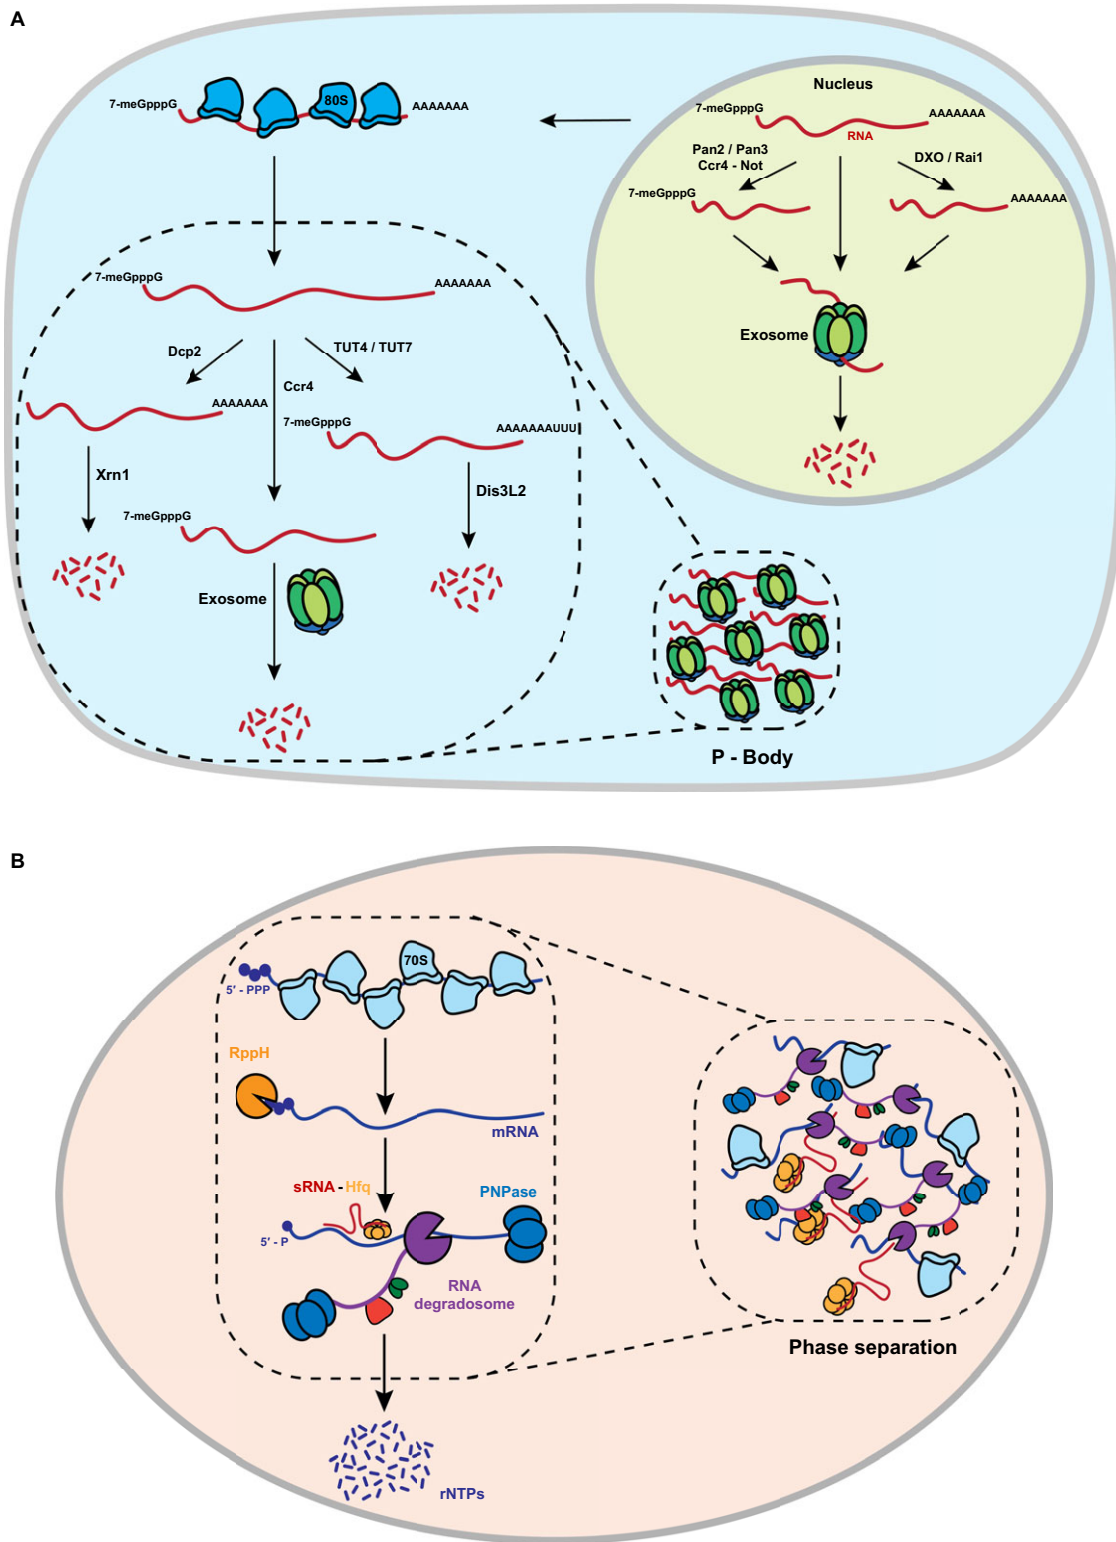 A
7-meGpppG
80S
AAAAAAA
Nucleus
7-meGpppG
AAAAAAA
RNA
Pan2 / Pan3
Ccr4 - Not
DXO / Rai1
7-meGpppG
AAAAAAA
Exosome
7-meGpppG
AAAAAAA
Dcp2
TUT4 / TUT7
Ccr4
AAAAAAA
7-meGpppG
AAAAAAAUUU
Xrn1
Dis3L2
7-meGpppG
Exosome
P - Body
B
70S
5′ - PPP
RppH
mRNA
sRNA - Hfq
PNPase
5′ - P
RNA
degradosome
Phase separation
rNTPs